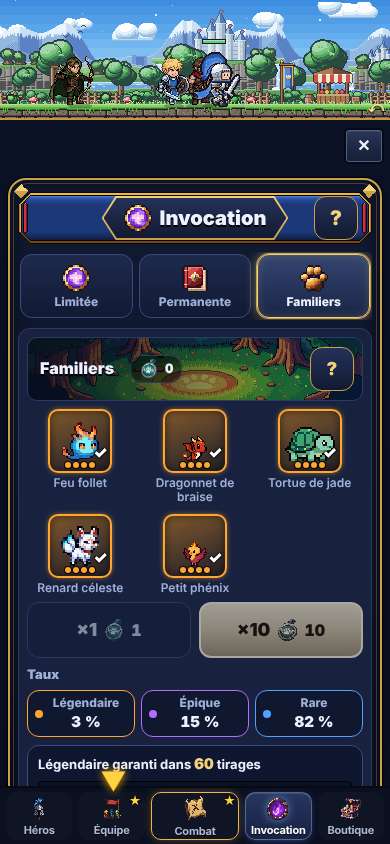 ×
Invocation
?
Limitée
Permanente
Familiers
Familiers
0
?
Feu follet
Dragonnet de
braise
Tortue de jade
Renard céleste
Petit phénix
×1 1
×10 10
Taux
Légendaire
3 %
Épique
15 %
Rare
82 %
Légendaire garanti dans 60 tirages
Héros
Équipe
Combat
Invocation
Boutique